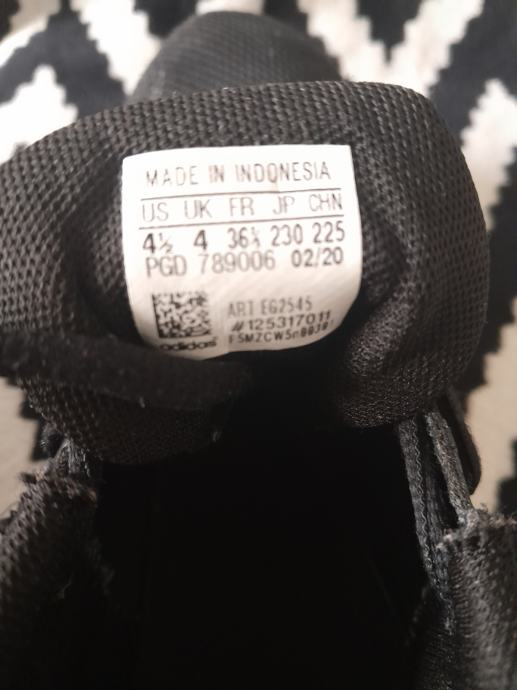 MADE IN INDONESIA
US UK FR JP CHN
4½ 4 36⅔ 230 225
PGD 789006 02/20
ART EG2545
#125317011
adidas